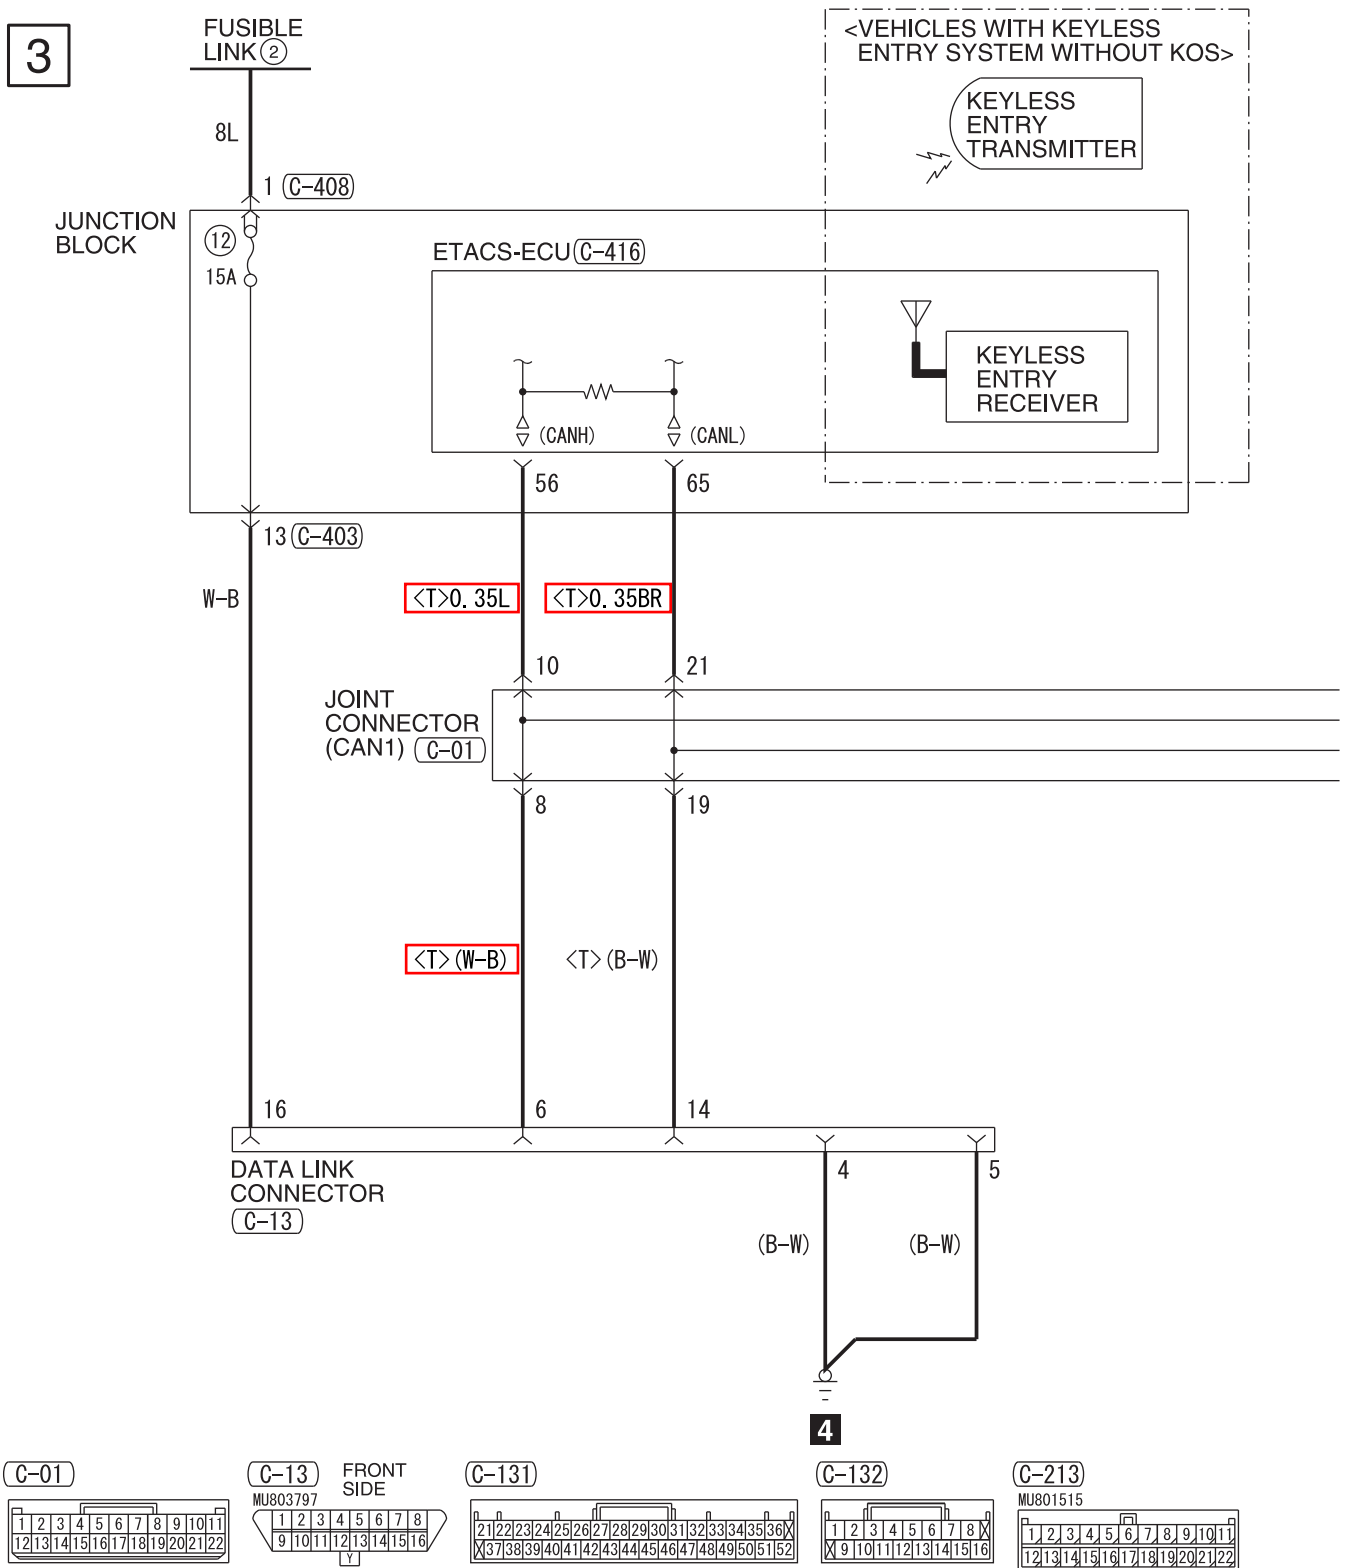 3
FUSIBLE
LINK 2
<VEHICLES WITH KEYLESS
ENTRY SYSTEM WITHOUT KOS>
KEYLESS
ENTRY
TRANSMITTER
8L
1 C-408
JUNCTION
BLOCK
12
15A
ETACS-ECU C-416
KEYLESS
ENTRY
RECEIVER
(CANH) (CANL)
56 65
13 C-403
W-B <T>0.35L <T>0.35BR
10 21
JOINT
CONNECTOR
(CAN1) C-01
8 19
<T>(W-B) <T>(B-W)
16 6 14
DATA LINK
CONNECTOR
C-13
4 5
(B-W) (B-W)
4
C-01
1 2 3 4 5 6 7 8 9 10 11
12 13 14 15 16 17 18 19 20 21 22
C-13 FRONT
SIDE
MU803797
1 2 3 4 5 6 7 8
9 10 11 12 13 14 15 16
Y
C-131
21 22 23 24 25 26 27 28 29 30 31 32 33 34 35 36
37 38 39 40 41 42 43 44 45 46 47 48 49 50 51 52
C-132
1 2 3 4 5 6 7 8
9 10 11 12 13 14 15 16
C-213
MU801515
1 2 3 4 5 6 7 8 9 10 11
12 13 14 15 16 17 18 19 20 21 22